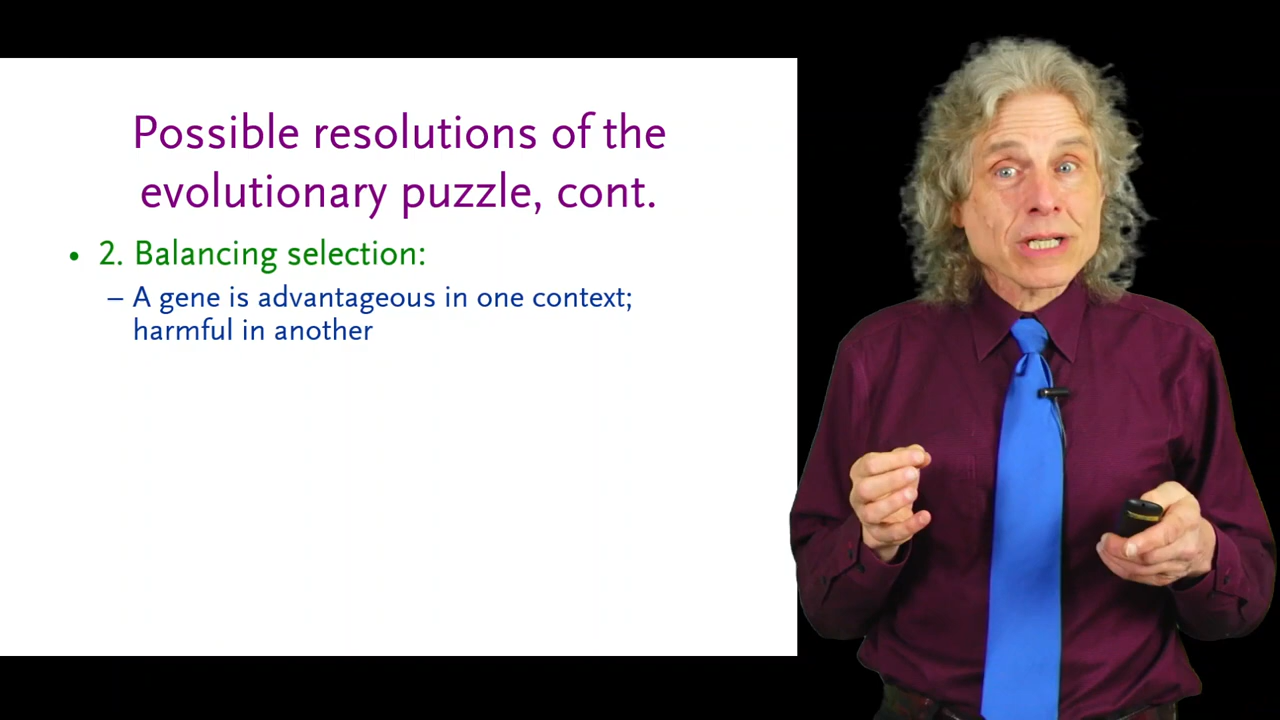 Possible resolutions of the
evolutionary puzzle, cont.
• 2. Balancing selection:
– A gene is advantageous in one context;
harmful in another